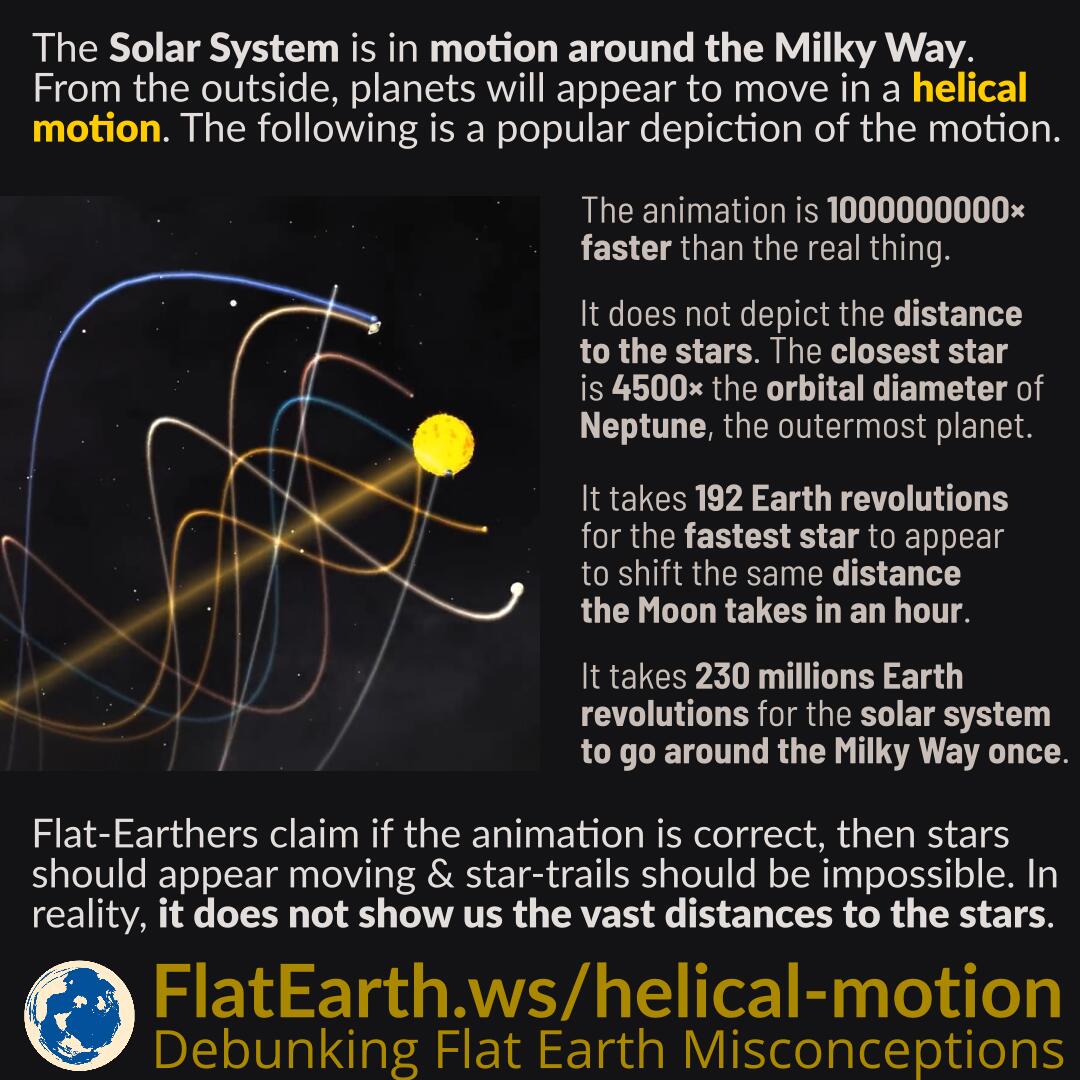 The Solar System is in motion around the Milky Way.
From the outside, planets will appear to move in a helical
motion. The following is a popular depiction of the motion.
The animation is 1000000000×
faster than the real thing.
It does not depict the distance
to the stars. The closest star
is 4500× the orbital diameter of
Neptune, the outermost planet.
It takes 192 Earth revolutions
for the fastest star to appear
to shift the same distance
the Moon takes in an hour.
It takes 230 millions Earth
revolutions for the solar system
to go around the Milky Way once.
Flat-Earthers claim if the animation is correct, then stars
should appear moving & star-trails should be impossible. In
reality, it does not show us the vast distances to the stars.
FlatEarth.ws/helical-motion
Debunking Flat Earth Misconceptions